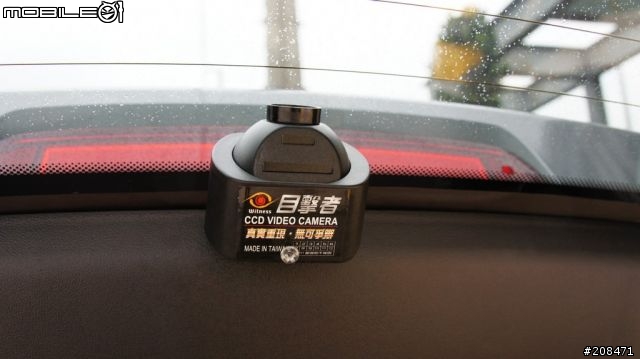 MOBILE01
Witness
目擊者
CCD VIDEO CAMERA
真實重現・無可爭辯
MADE IN TAIWAN
#208471